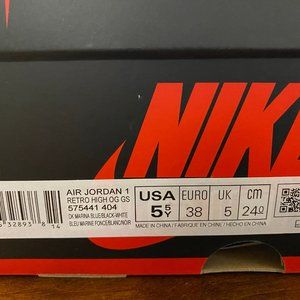 NIKE
AIR JORDAN 1
RETRO HIGH OG GS
575441 404
DK MARINA BLUE/BLACK-WHITE
BLEU MARINE FONCE/BLANC/NOIR
USA EURO UK cm
5.5Y 38 5 24.0
MADE IN CHINA / FABRIQUE EN CHINE / HECHO EN CHINA